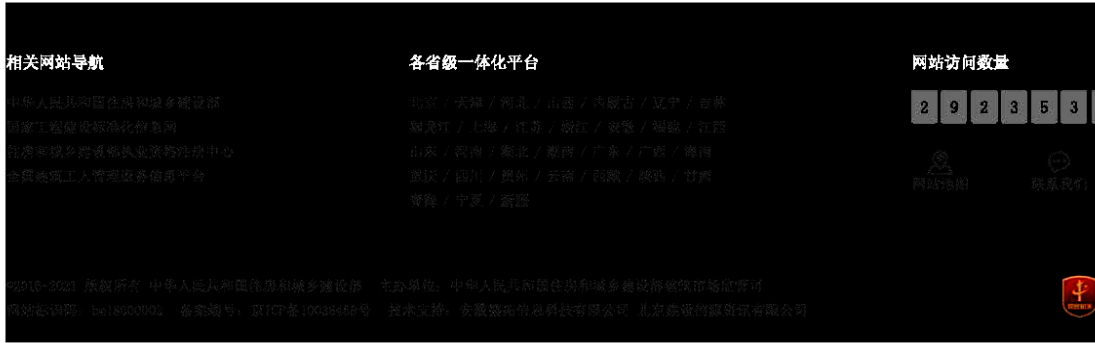 相关网站导航
中华人民共和国住房和城乡建设部
国家工程建设标准化信息网
住房和城乡建设部执业资格注册中心
全国建筑工人管理服务信息平台
各省级一体化平台
北京 / 天津 / 河北 / 山西 / 内蒙古 / 辽宁 / 吉林
黑龙江 / 上海 / 江苏 / 浙江 / 安徽 / 福建 / 江西
山东 / 河南 / 湖北 / 湖南 / 广东 / 广西 / 海南
重庆 / 四川 / 贵州 / 云南 / 西藏 / 陕西 / 甘肃
青海 / 宁夏 / 新疆
网站访问数量
2 9 2 3 5 3
网站地图
联系我们
©2016-2021 版权所有 中华人民共和国住房和城乡建设部 主办单位: 中华人民共和国住房和城乡建设部建筑市场监管司
网站标识码: 备案编号: 技术支持: